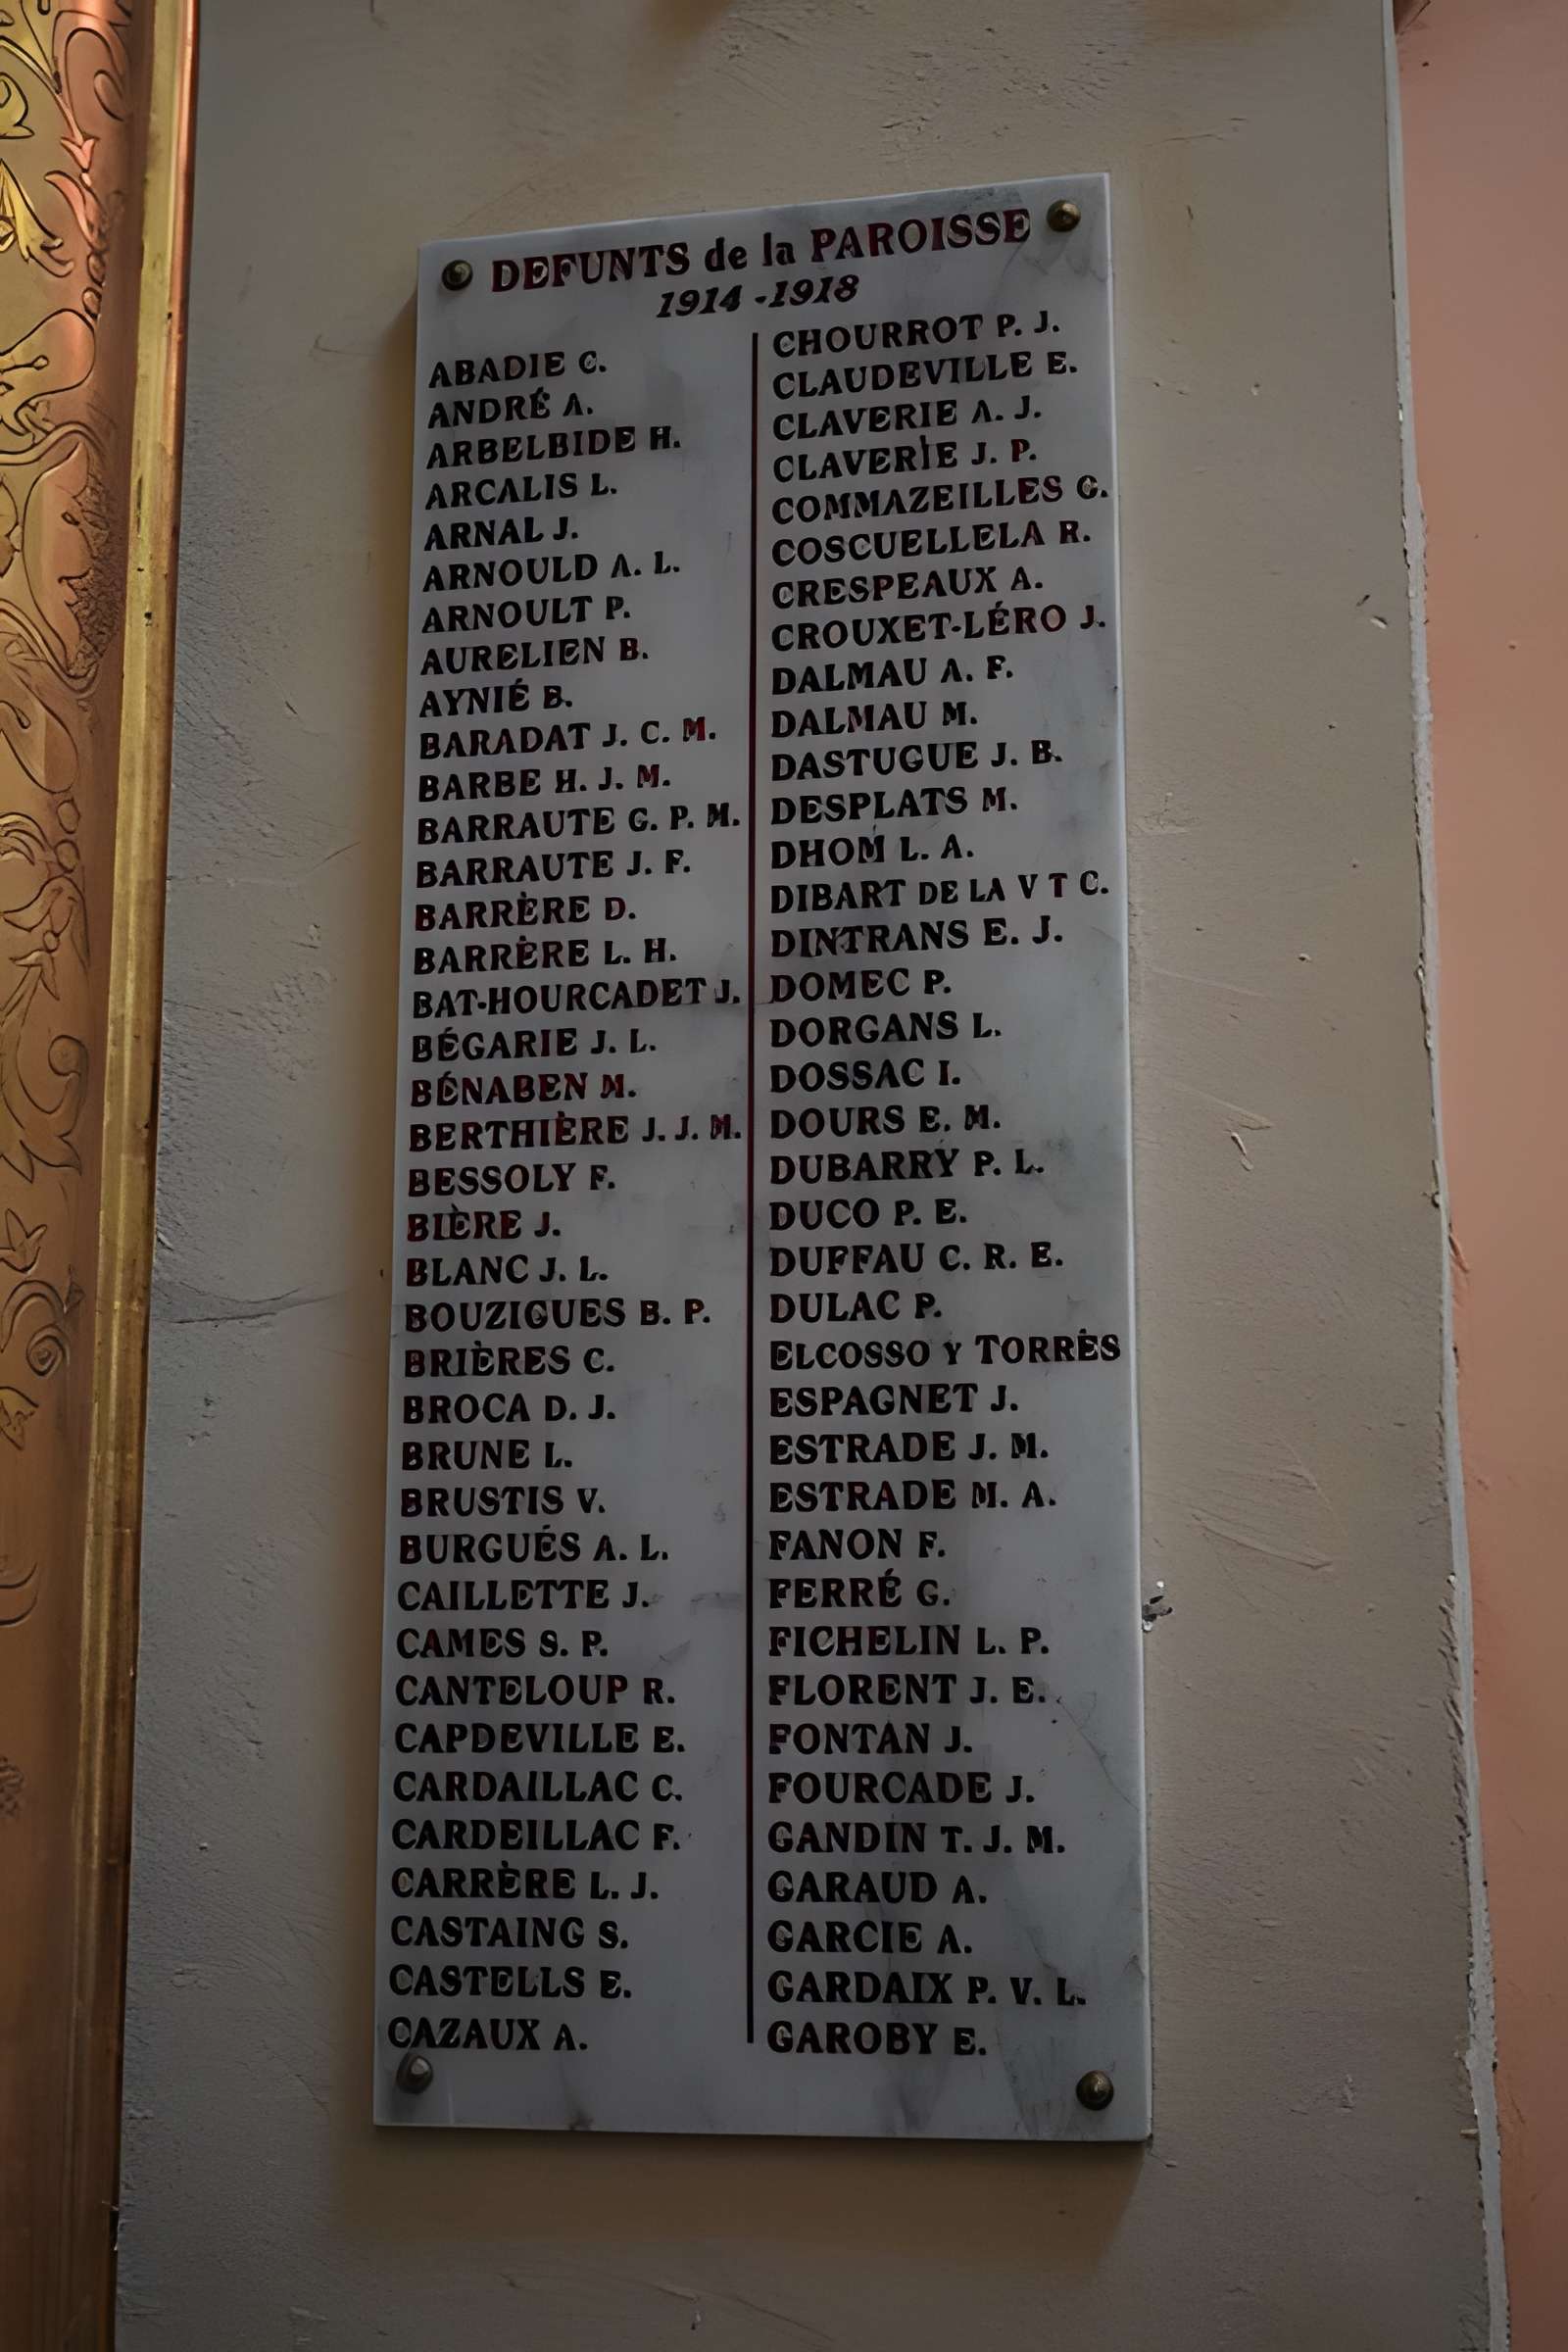 DEFUNTS de la PAROISSE
1914 - 1918
ABADIE C.
ANDRÉ A.
ARBELBIDE H.
ARCALIS L.
ARNAL J.
ARNOULD A. L.
ARNOULT P.
AURELIEN B.
AYNIÉ B.
BARADAT J. C. M.
BARBE H. J. M.
BARRAUTE G. P. M.
BARRAUTE J. F.
BARRÈRE D.
BARRÈRE L. H.
BAT-HOURCADET J.
BÉGARIE J. L.
BÉNABEN M.
BERTHIÈRE J. J. M.
BESSOLY F.
BIÈRE J.
BLANC J. L.
BOUZIGUES B. P.
BRIÈRES C.
BROCA D. J.
BRUNE L.
BRUSTIS V.
BURGUÉS A. L.
CAILLETTE J.
CAMES S. P.
CANTELOUP R.
CAPDEVILLE E.
CARDAILLAC C.
CARDEILLAC F.
CARRÈRE L. J.
CASTAING S.
CASTELLS E.
CAZAUX A.
CHOURROT P. J.
CLAUDEVILLE E.
CLAVERIE A. J.
CLAVERIE J. P.
COMMAZEILLES G.
COSCUELLELA R.
CRESPEAUX A.
CROUXET-LÉRO J.
DALMAU A. F.
DALMAU M.
DASTUGUE J. B.
DESPLATS M.
DHOM L. A.
DIBART DE LA V T C.
DINTRANS E. J.
DOMEC P.
DORGANS L.
DOSSAC I.
DOURS E. M.
DUBARRY P. L.
DUCO P. E.
DUFFAU C. R. E.
DULAC P.
ELCOSSO Y TORRÈS
ESPAGNET J.
ESTRADE J. M.
ESTRADE M. A.
FANON F.
FERRÉ G.
FICHELIN L. P.
FLORENT J. E.
FONTAN J.
FOURCADE J.
GANDIN T. J. M.
GARAUD A.
GARCIE A.
GARDAIX P. V. L.
GAROBY E.